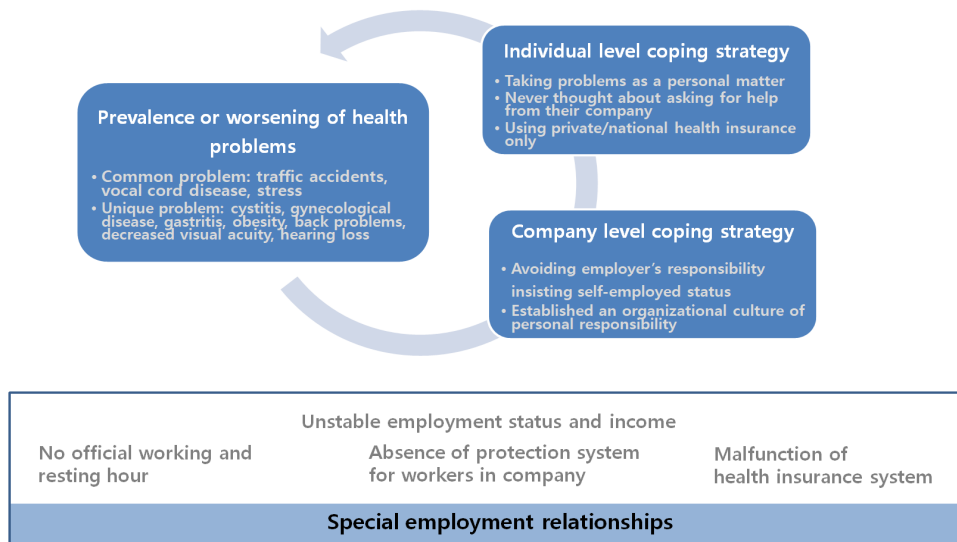 Individual level coping strategy
• Taking problems as a personal matter
• Never thought about asking for help
from their company
• Using private/national health insurance
only
Prevalence or worsening of health
problems
• Common problem: traffic accidents,
vocal cord disease, stress
• Unique problem: cystitis, gynecological
disease, gastritis, obesity, back problems,
decreased visual acuity, hearing loss
Company level coping strategy
• Avoiding employer’s responsibility
insisting self-employed status
• Established an organizational culture of
personal responsibility
Unstable employment status and income
No official working and
resting hour
Absence of protection system
for workers in company
Malfunction of
health insurance system
Special employment relationships